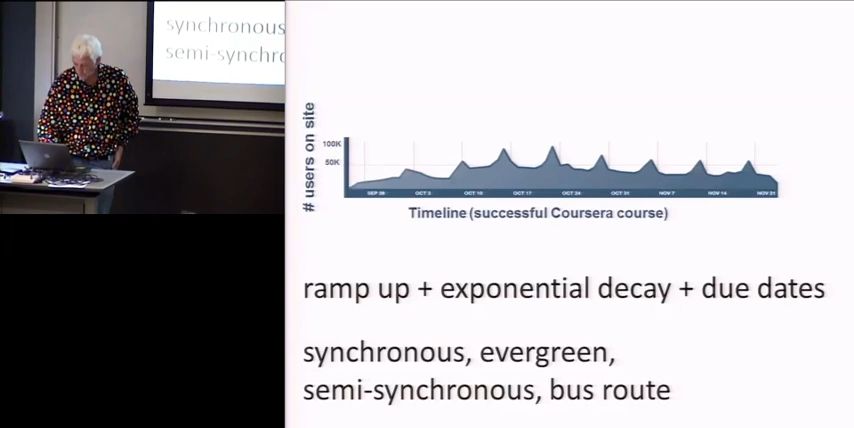 synchronous
semi-synchro
# users on site
100K
50K
OCT 3
OCT 10
OCT 17
OCT 24
OCT 31
NOV 7
NOV 14
NOV 21
Timeline (successful Coursera course)
ramp up + exponential decay + due dates
synchronous, evergreen,
semi-synchronous, bus route